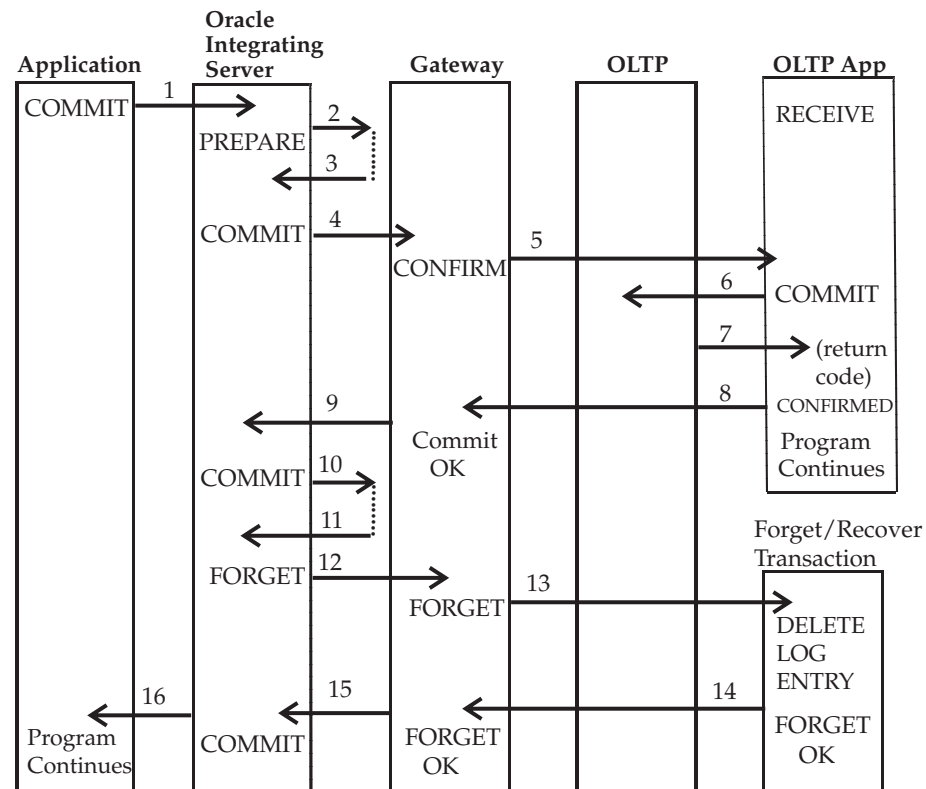 Oracle
Integrating
Server
Application
Gateway
OLTP
OLTP App
1
COMMIT
RECEIVE
2
PREPARE
3
4
COMMIT
5
CONFIRM
6
COMMIT
7
(return
code)
8
CONFIRMED
9
Commit
OK
Program
Continues
10
COMMIT
11
Forget/Recover
Transaction
12
FORGET
13
FORGET
DELETE
LOG
ENTRY
14
15
16
FORGET
OK
FORGET
OK
COMMIT
Program
Continues